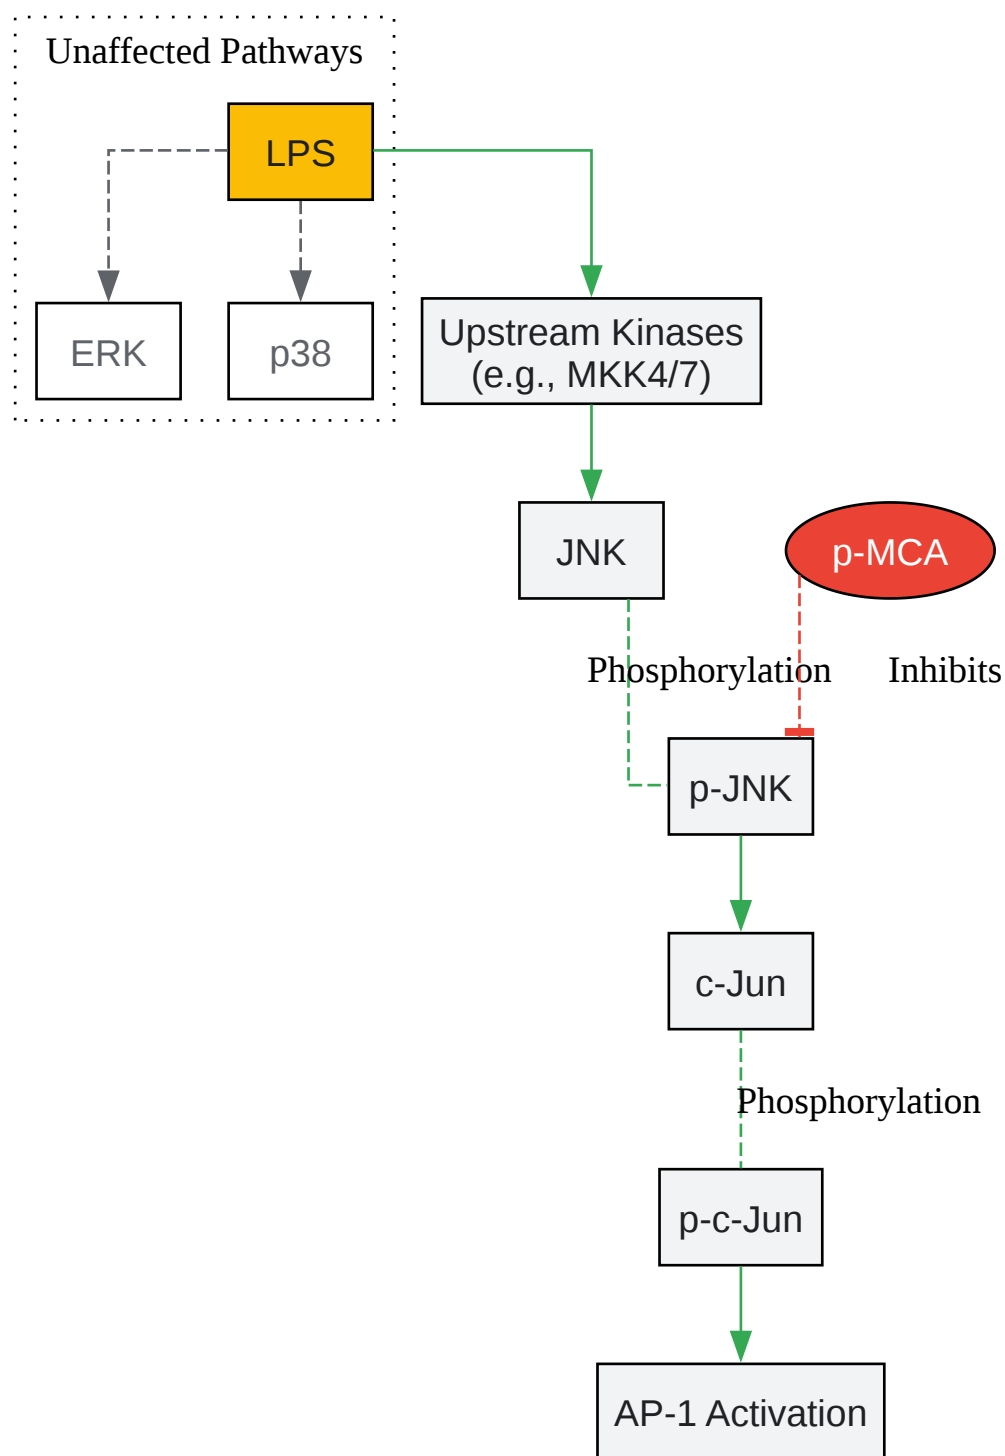 Unaffected Pathways
LPS
ERK
p38
Upstream Kinases
(e.g., MKK4/7)
JNK
p-MCA
Phosphorylation
Inhibits
p-JNK
c-Jun
Phosphorylation
p-c-Jun
AP-1 Activation